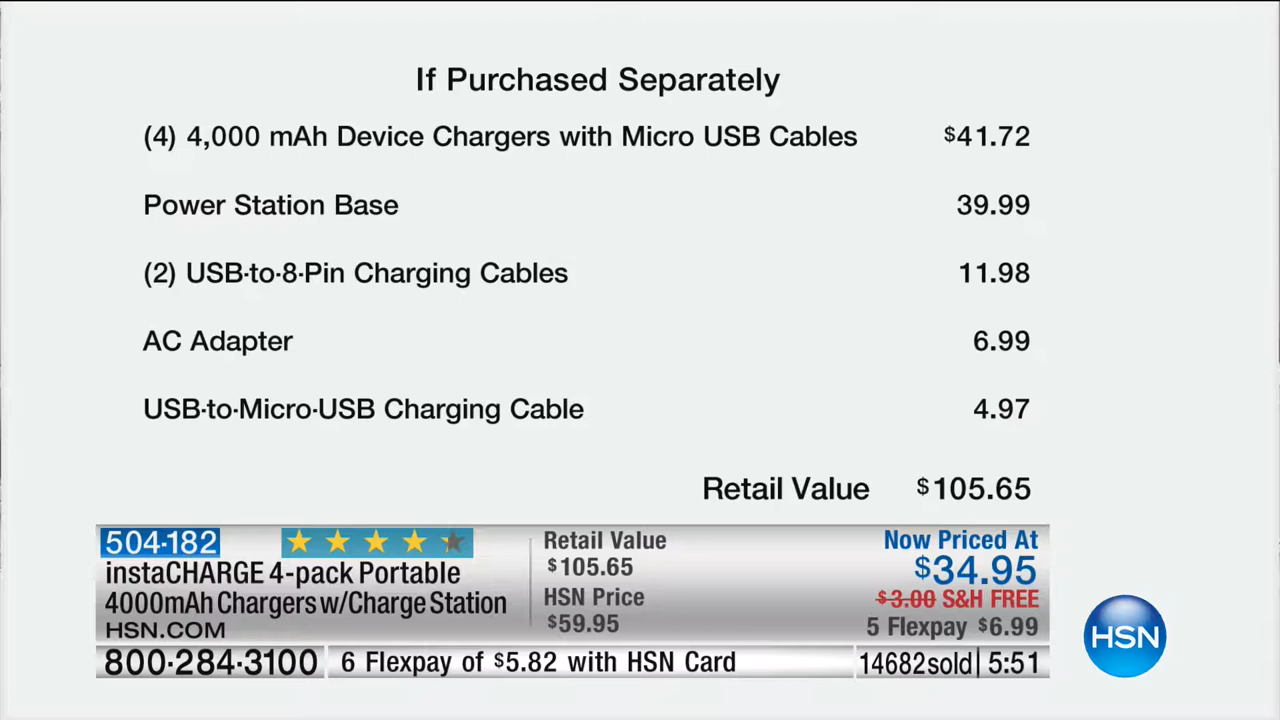 If Purchased Separately
(4) 4,000 mAh Device Chargers with Micro USB Cables $41.72
Power Station Base 39.99
(2) USB-to-8-Pin Charging Cables 11.98
AC Adapter 6.99
USB-to-Micro-USB Charging Cable 4.97
Retail Value $105.65
504-182
instaCHARGE 4-pack Portable
4000mAh Chargers w/Charge Station
HSN.COM
Retail Value
$105.65
HSN Price
$59.95
Now Priced At
$34.95
$3.00 S&H FREE
5 Flexpay $6.99
HSN
800-284-3100 6 Flexpay of $5.82 with HSN Card 14682sold 5:51